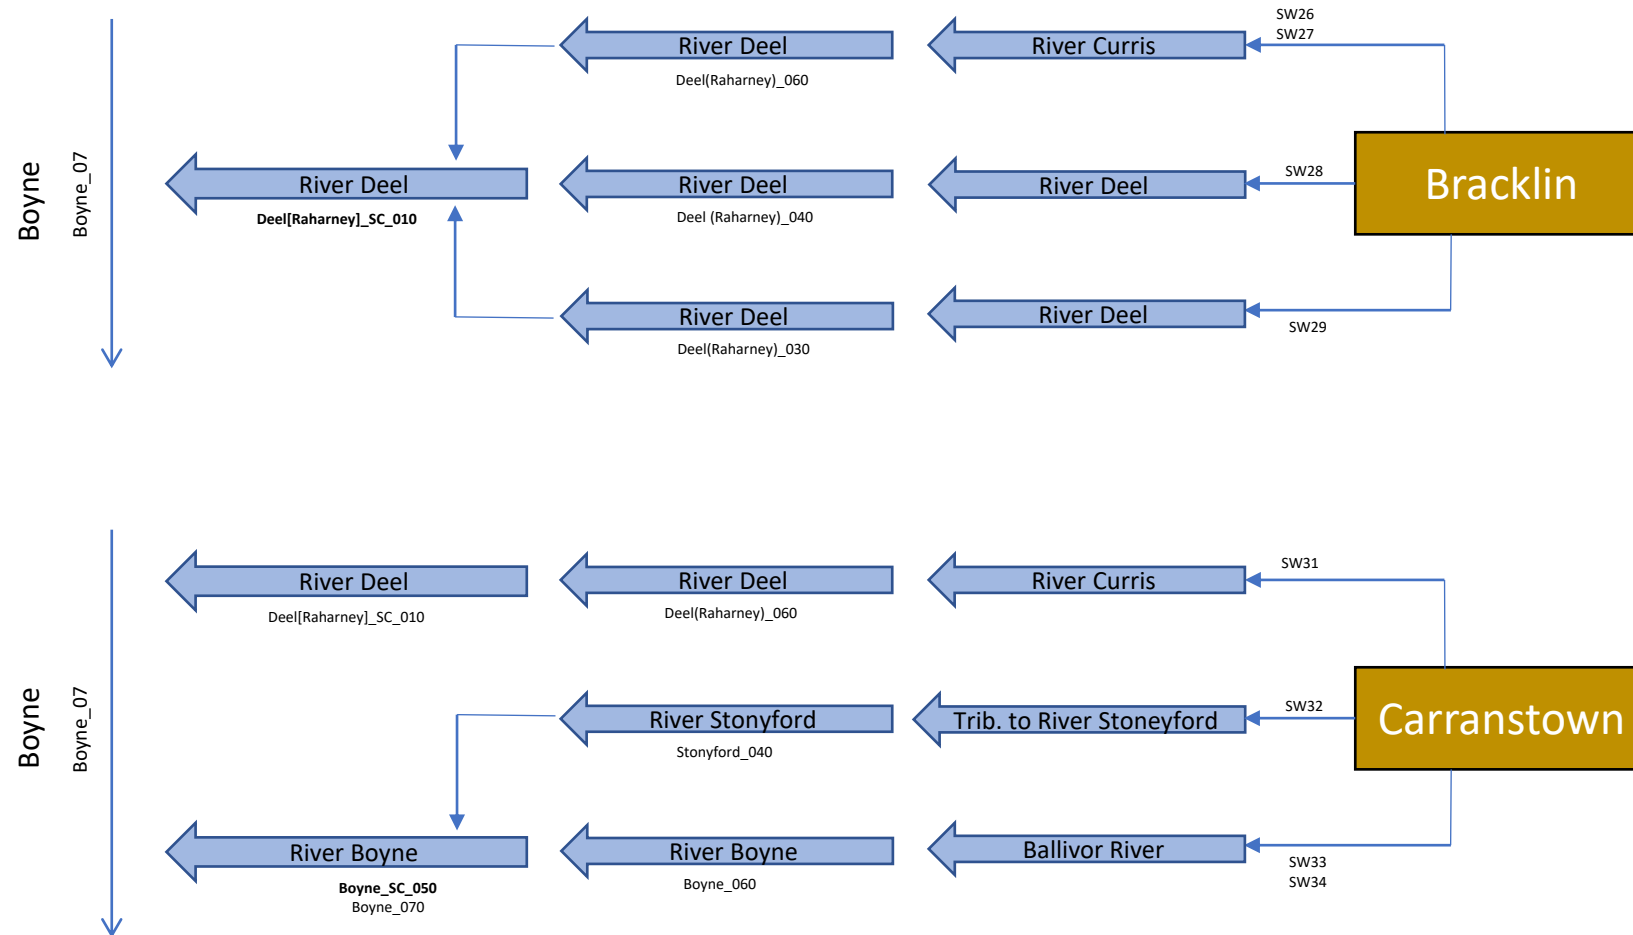 SW26
SW27
River Deel
River Curris
Deel(Raharney)_060
Boyne
Boyne_07
River Deel
River Deel
River Deel
SW28
Bracklin
Deel[Raharney]_SC_010
Deel (Raharney)_040
River Deel
River Deel
SW29
Deel(Raharney)_030
River Deel
River Deel
River Curris
SW31
Deel[Raharney]_SC_010
Deel(Raharney)_060
Boyne
Boyne_07
River Stonyford
Trib. to River Stoneyford
SW32
Carranstown
Stonyford_040
River Boyne
River Boyne
Ballivor River
SW33
SW34
Boyne_SC_050
Boyne_070
Boyne_060